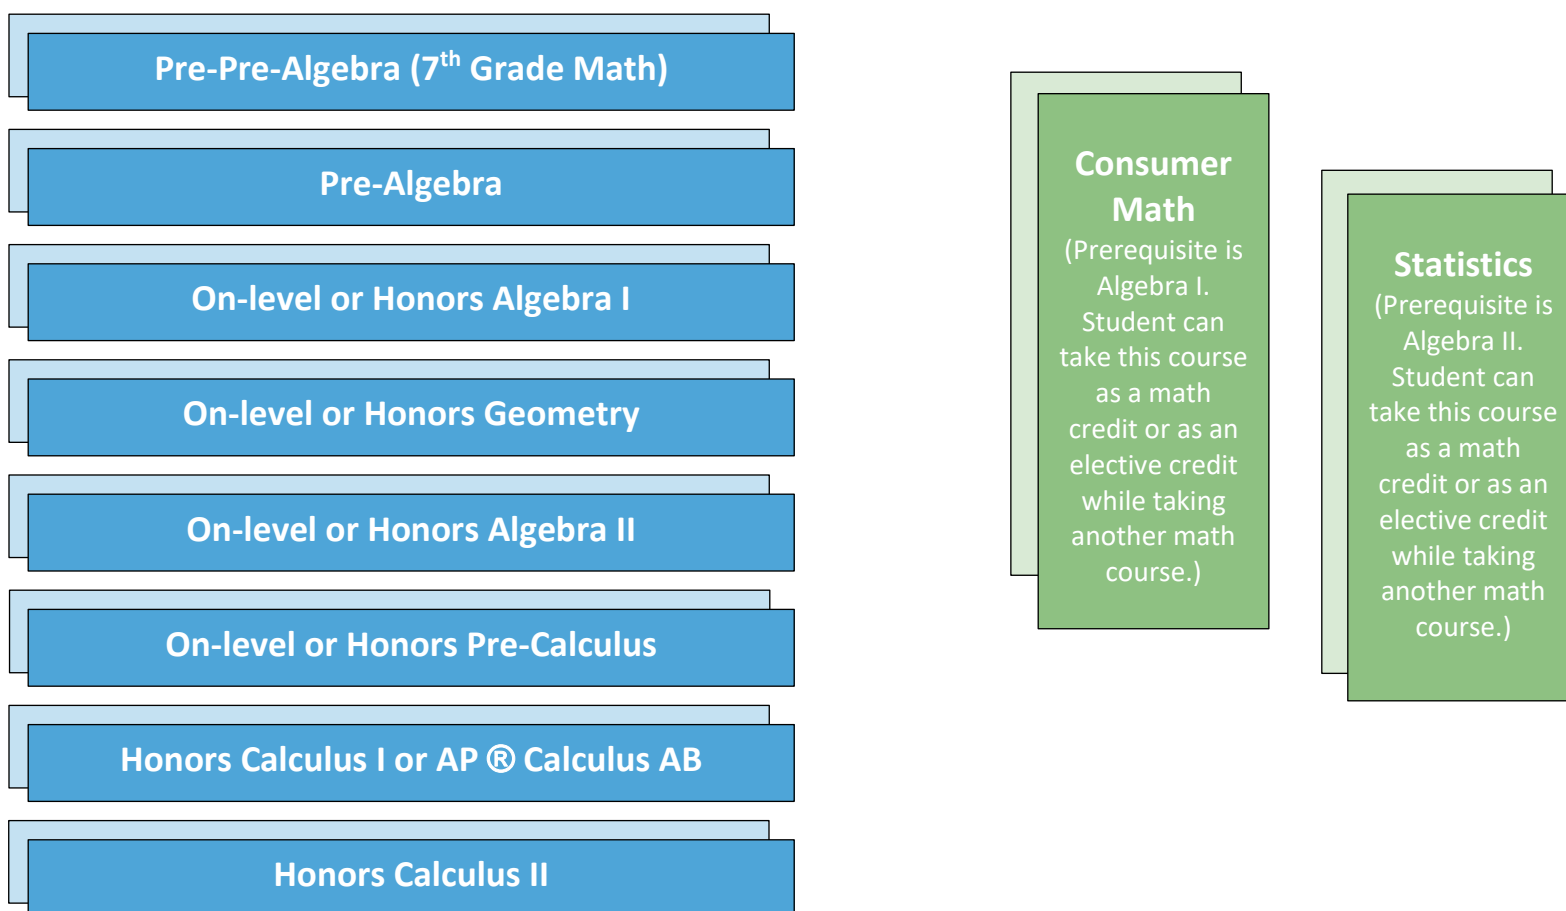 Pre-Pre-Algebra (7th Grade Math)
Pre-Algebra
On-level or Honors Algebra I
On-level or Honors Geometry
On-level or Honors Algebra II
On-level or Honors Pre-Calculus
Honors Calculus I or AP ® Calculus AB
Honors Calculus II
Consumer
Math
(Prerequisite is
Algebra I.
Student can
take this course
as a math
credit or as an
elective credit
while taking
another math
course.)
Statistics
(Prerequisite is
Algebra II.
Student can
take this course
as a math
credit or as an
elective credit
while taking
another math
course.)